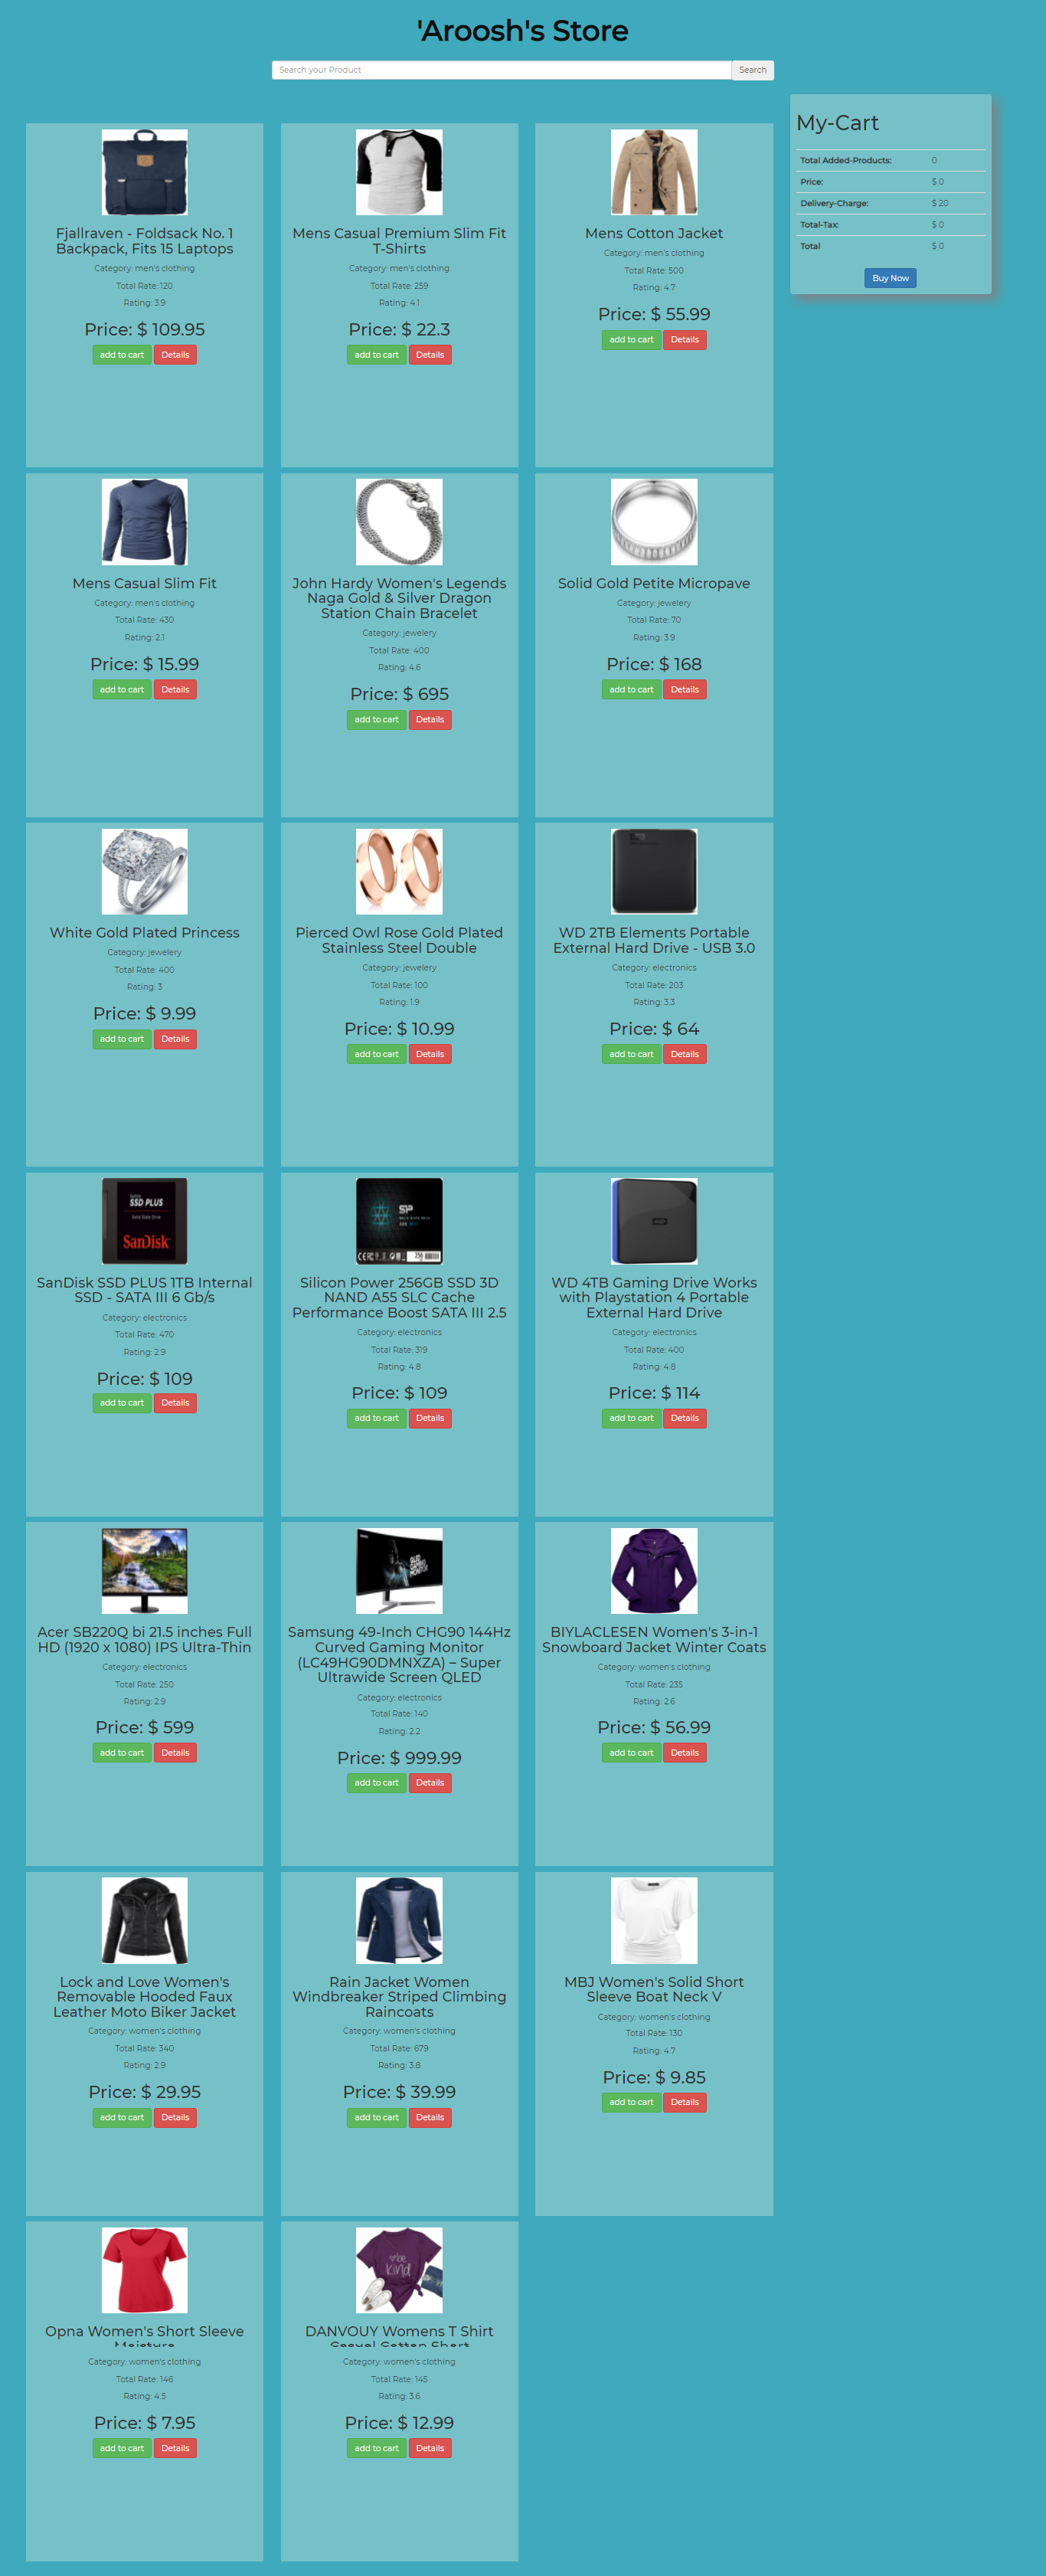 'Aroosh's Store
Search your Product
Search
My-Cart
Total Added-Products: 0
Price: $ 0
Delivery-Charge: $ 20
Total-Tax: $ 0
Total $ 0
Buy Now
Fjallraven - Foldsack No. 1
Backpack, Fits 15 Laptops
Category: men's clothing
Total Rate: 120
Rating: 3.9
Price: $ 109.95
add to cart Details
Mens Casual Premium Slim Fit
T-Shirts
Category: men's clothing
Total Rate: 259
Rating: 4.1
Price: $ 22.3
add to cart Details
Mens Cotton Jacket
Category: men's clothing
Total Rate: 500
Rating: 4.7
Price: $ 55.99
add to cart Details
Mens Casual Slim Fit
Category: men's clothing
Total Rate: 430
Rating: 2.1
Price: $ 15.99
add to cart Details
John Hardy Women's Legends
Naga Gold & Silver Dragon
Station Chain Bracelet
Category: jewelery
Total Rate: 400
Rating: 4.6
Price: $ 695
add to cart Details
Solid Gold Petite Micropave
Category: jewelery
Total Rate: 70
Rating: 3.9
Price: $ 168
add to cart Details
White Gold Plated Princess
Category: jewelery
Total Rate: 400
Rating: 3
Price: $ 9.99
add to cart Details
Pierced Owl Rose Gold Plated
Stainless Steel Double
Category: jewelery
Total Rate: 100
Rating: 1.9
Price: $ 10.99
add to cart Details
WD 2TB Elements Portable
External Hard Drive - USB 3.0
Category: electronics
Total Rate: 203
Rating: 3.3
Price: $ 64
add to cart Details
SSD PLUS
Solid State Drive
SanDisk
SanDisk SSD PLUS 1TB Internal
SSD - SATA III 6 Gb/s
Category: electronics
Total Rate: 470
Rating: 2.9
Price: $ 109
add to cart Details
SP
Silicon Power 256GB SSD 3D
NAND A55 SLC Cache
Performance Boost SATA III 2.5
Category: electronics
Total Rate: 319
Rating: 4.8
Price: $ 109
add to cart Details
WD 4TB Gaming Drive Works
with Playstation 4 Portable
External Hard Drive
Category: electronics
Total Rate: 400
Rating: 4.8
Price: $ 114
add to cart Details
Acer SB220Q bi 21.5 inches Full
HD (1920 x 1080) IPS Ultra-Thin
Category: electronics
Total Rate: 250
Rating: 2.9
Price: $ 599
add to cart Details
QLED
GAMING
MONITOR
Samsung 49-Inch CHG90 144Hz
Curved Gaming Monitor
(LC49HG90DMNXZA) – Super
Ultrawide Screen QLED
Category: electronics
Total Rate: 140
Rating: 2.2
Price: $ 999.99
add to cart Details
BIYLACLESEN Women's 3-in-1
Snowboard Jacket Winter Coats
Category: women's clothing
Total Rate: 235
Rating: 2.6
Price: $ 56.99
add to cart Details
Lock and Love Women's
Removable Hooded Faux
Leather Moto Biker Jacket
Category: women's clothing
Total Rate: 340
Rating: 2.9
Price: $ 29.95
add to cart Details
Rain Jacket Women
Windbreaker Striped Climbing
Raincoats
Category: women's clothing
Total Rate: 679
Rating: 3.8
Price: $ 39.99
add to cart Details
MBJ Women's Solid Short
Sleeve Boat Neck V
Category: women's clothing
Total Rate: 130
Rating: 4.7
Price: $ 9.85
add to cart Details
Opna Women's Short Sleeve
Moisture
Category: women's clothing
Total Rate: 146
Rating: 4.5
Price: $ 7.95
add to cart Details
be
kind
DANVOUY Womens T Shirt
Casual Cotton Short
Category: women's clothing
Total Rate: 145
Rating: 3.6
Price: $ 12.99
add to cart Details